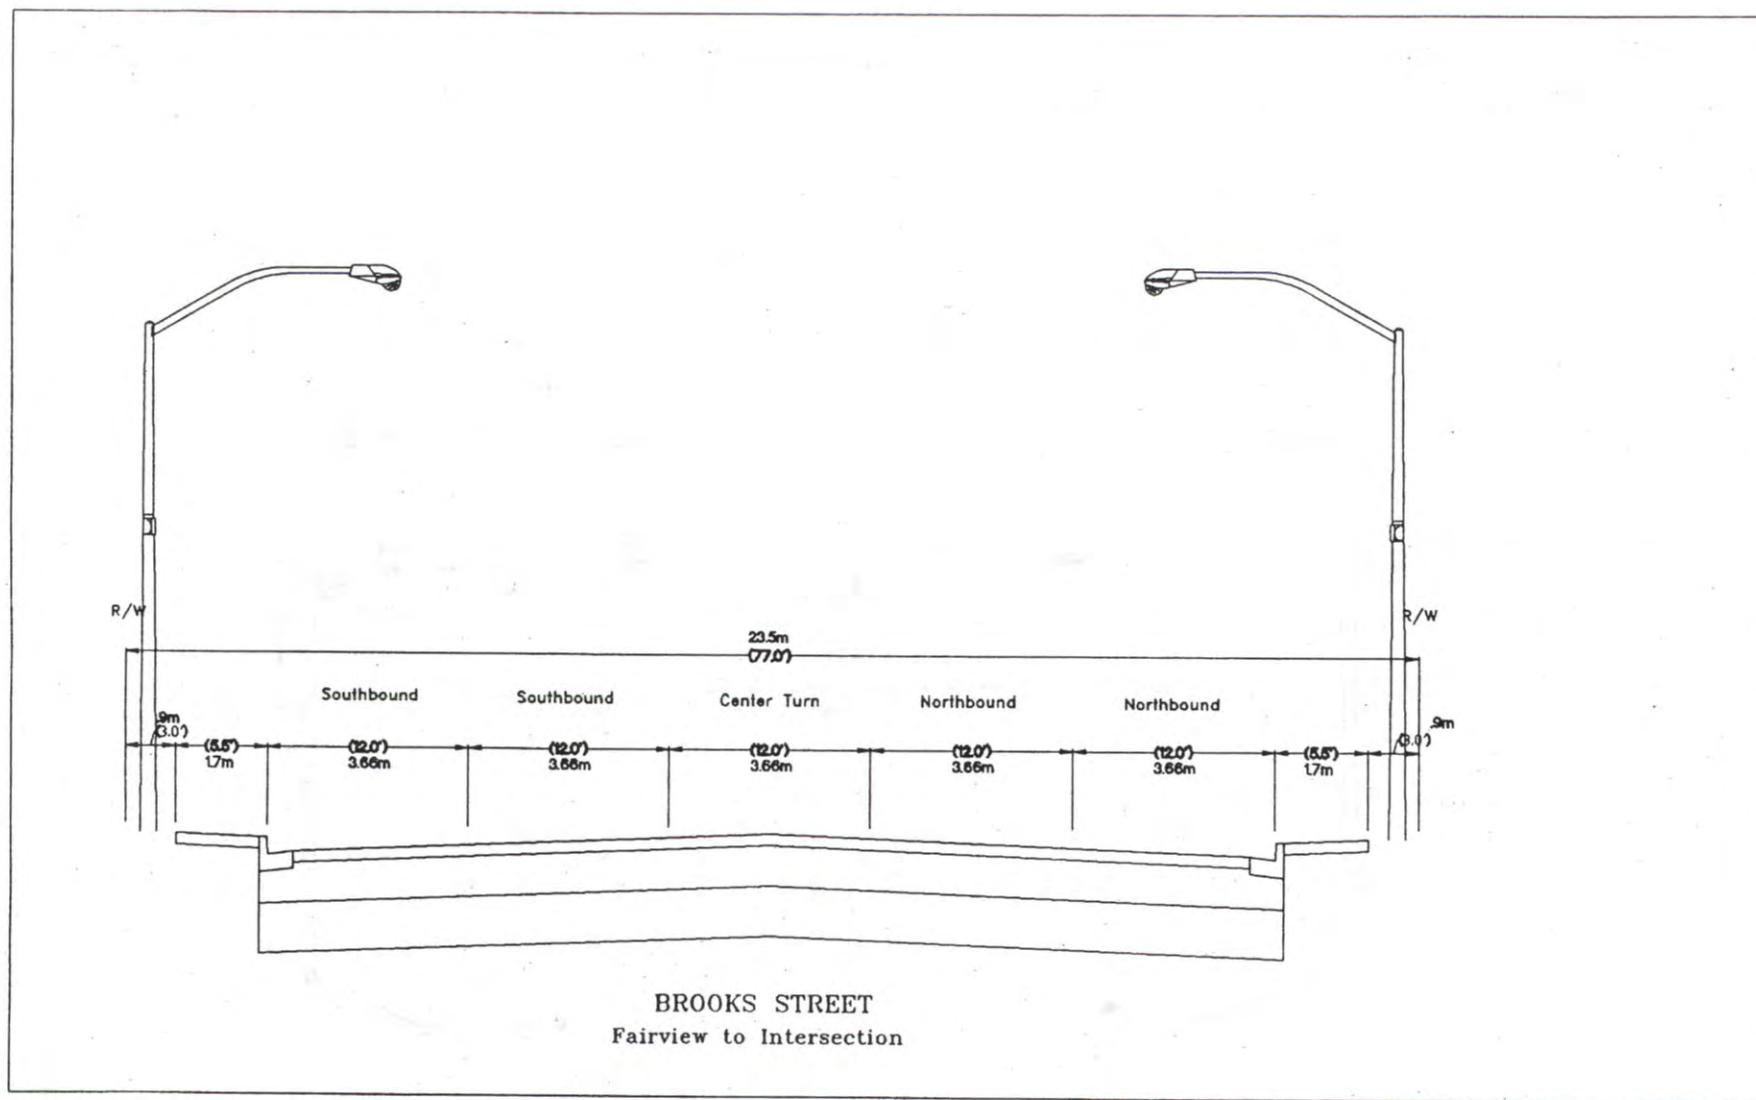 R/W
R/W
23.5m
(77.0')
Southbound
Southbound
Center Turn
Northbound
Northbound
.9m
(3.0')
.9m
(3.0')
(5.5')
(12.0')
(12.0')
(12.0')
(12.0')
(12.0')
(5.5')
1.7m
3.66m
3.66m
3.66m
3.66m
3.66m
1.7m
BROOKS STREET
Fairview to Intersection